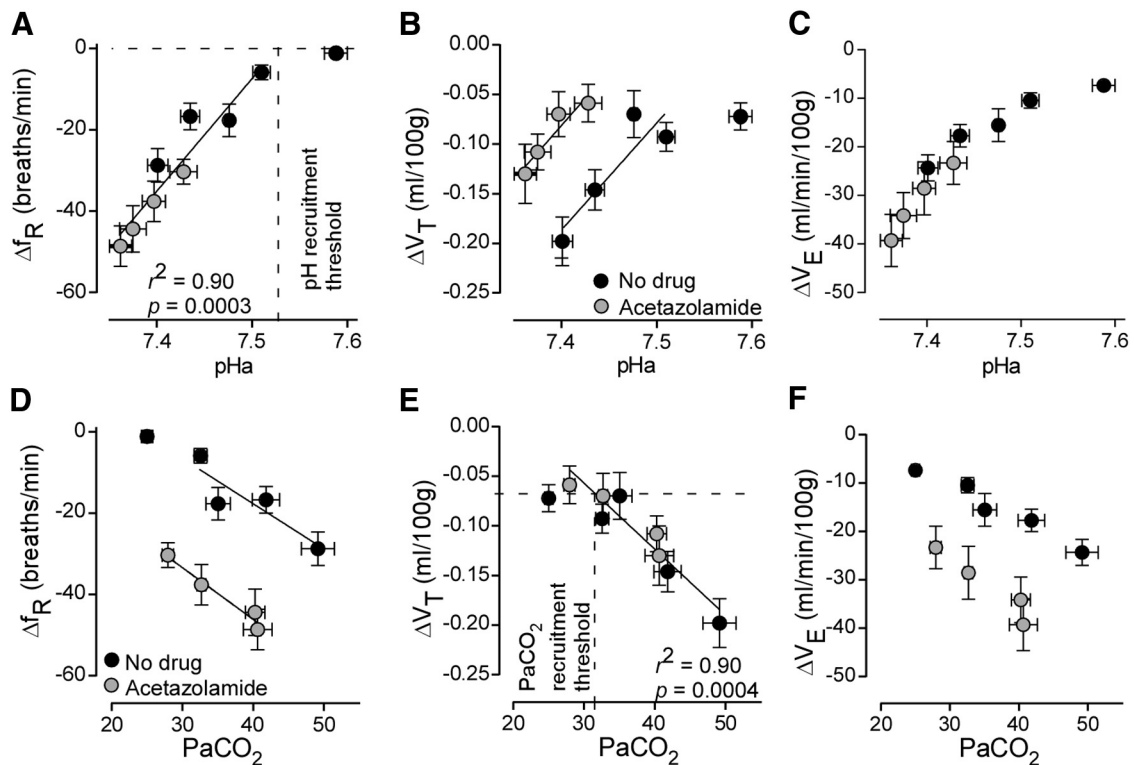 A
0
-20
-40
-60
ΔfR (breaths/min)
r² = 0.90
p = 0.0003
pH recruitment
threshold
7.4
7.5
7.6
pHa
B
0.00
-0.05
-0.10
-0.15
-0.20
-0.25
ΔVT (ml/100g)
No drug
Acetazolamide
7.4
7.5
7.6
pHa
C
0
-10
-20
-30
-40
-50
ΔVE (ml/min/100g)
7.4
7.5
7.6
pHa
D
0
-20
-40
-60
ΔfR (breaths/min)
No drug
Acetazolamide
20
30
40
50
PaCO₂
E
0.00
-0.05
-0.10
-0.15
-0.20
-0.25
ΔVT (ml/100g)
PaCO₂
recruitment
threshold
r² = 0.90
p = 0.0004
20
30
40
50
PaCO₂
F
0
-10
-20
-30
-40
-50
ΔVE (ml/min/100g)
20
30
40
50
PaCO₂